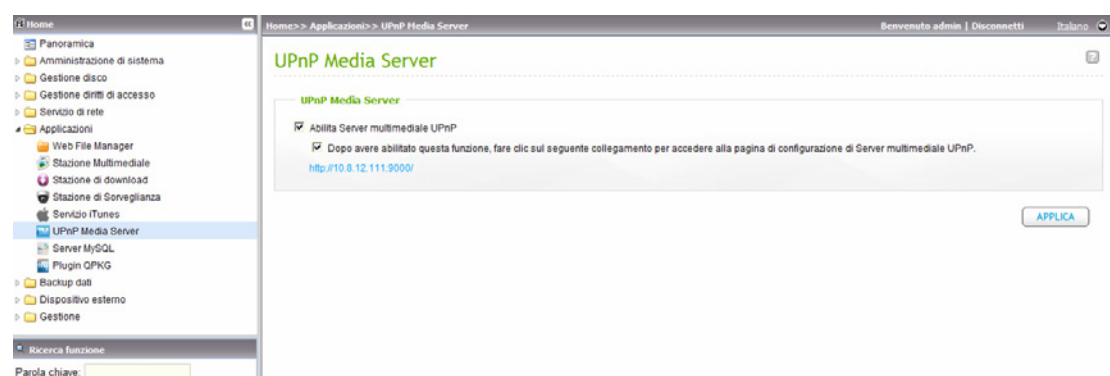 Home
Home>> Applicazioni>> UPnP Media Server
Benvenuto admin | Disconnetti
Italiano
Panoramica
Amministrazione di sistema
Gestione disco
Gestione diritti di accesso
Servizio di rete
Applicazioni
Web File Manager
Stazione Multimediale
Stazione di download
Stazione di Sorveglianza
Servizio iTunes
UPnP Media Server
Server MySQL
Plugin QPKG
Backup dati
Dispositivo esterno
Gestione
Ricerca funzione
Parola chiave:
UPnP Media Server
UPnP Media Server
Abilita Server multimediale UPnP
Dopo avere abilitato questa funzione, fare clic sul seguente collegamento per accedere alla pagina di configurazione di Server multimediale UPnP.
http://10.8.12.111:9000/
APPLICA